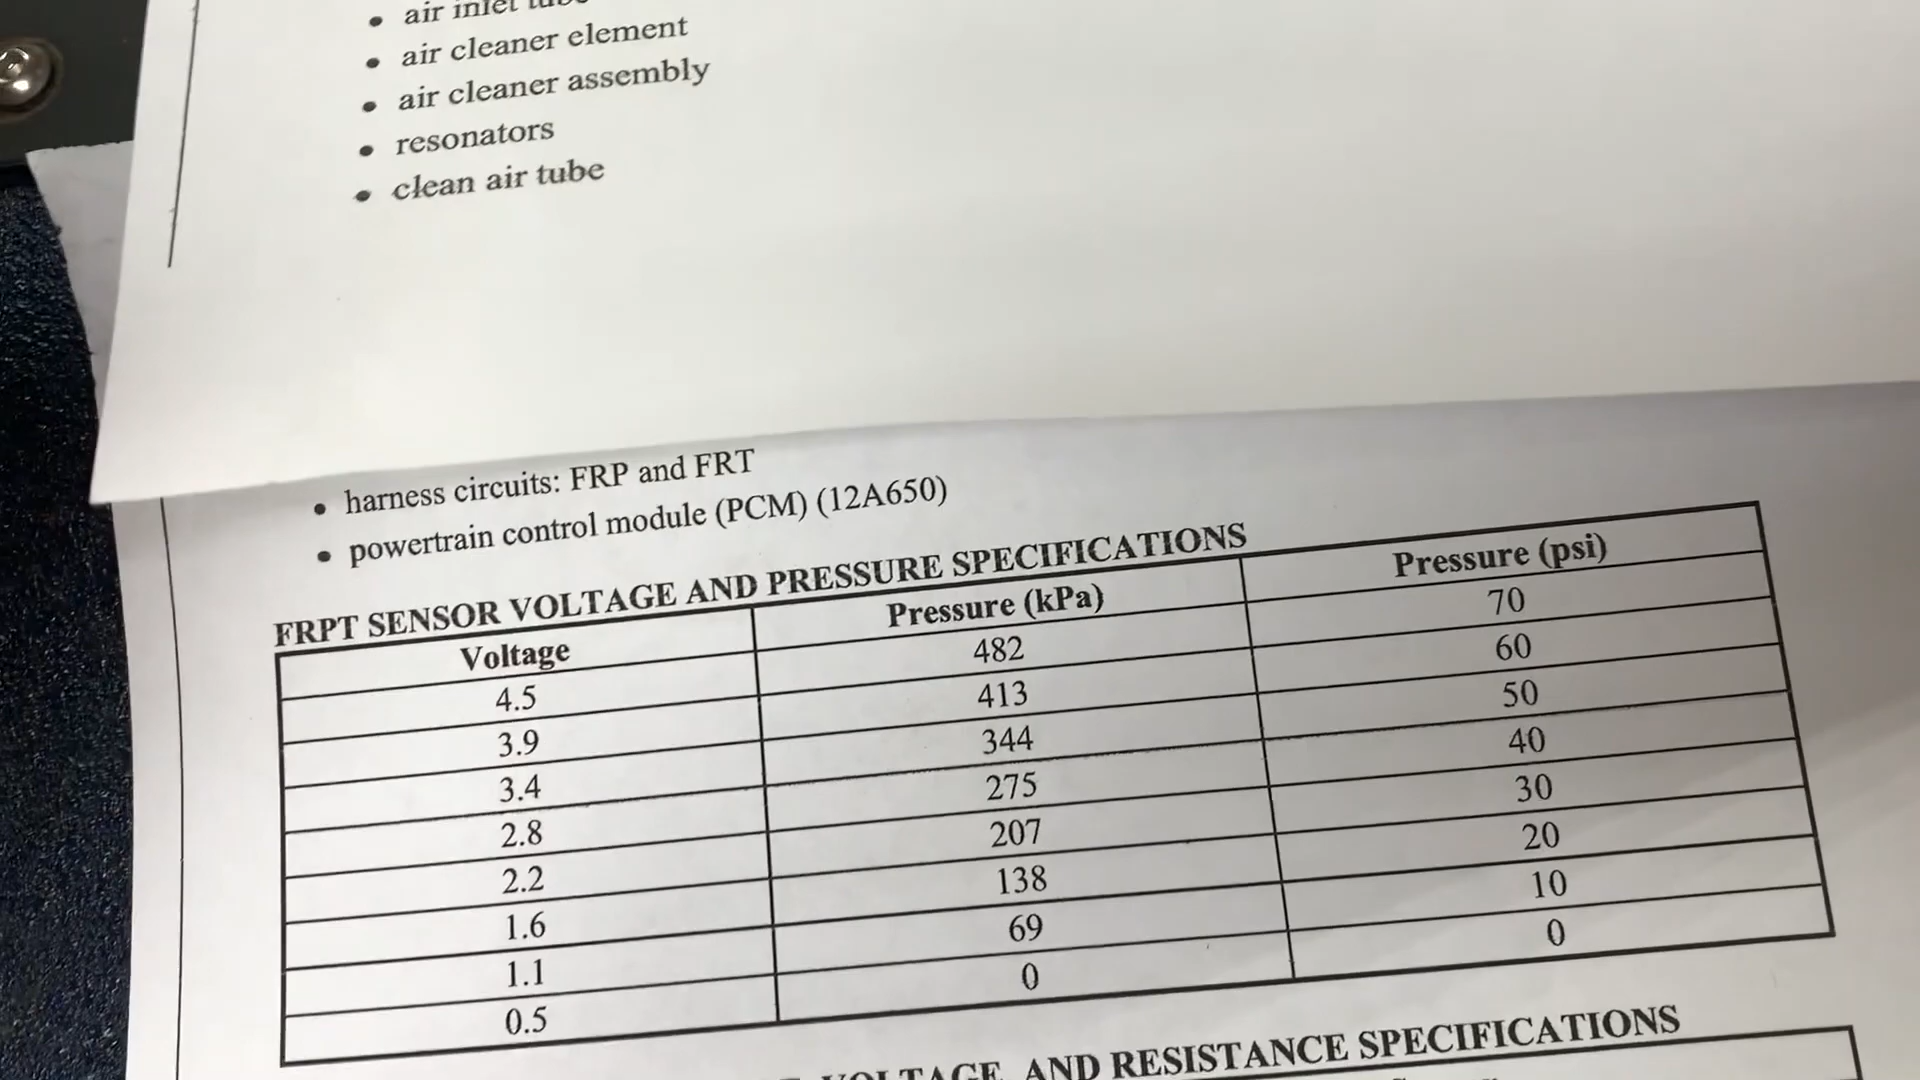 • air inlet
• air cleaner element
• air cleaner assembly
• resonators
• clean air tube
• harness circuits: FRP and FRT
• powertrain control module (PCM) (12A650)
FRPT SENSOR VOLTAGE AND PRESSURE SPECIFICATIONS
Voltage Pressure (kPa) Pressure (psi)
4.5 482 70
3.9 413 60
3.4 344 50
2.8 275 40
2.2 207 30
1.6 138 20
1.1 69 10
0.5 0 0
VOLTAGE AND RESISTANCE SPECIFICATIONS